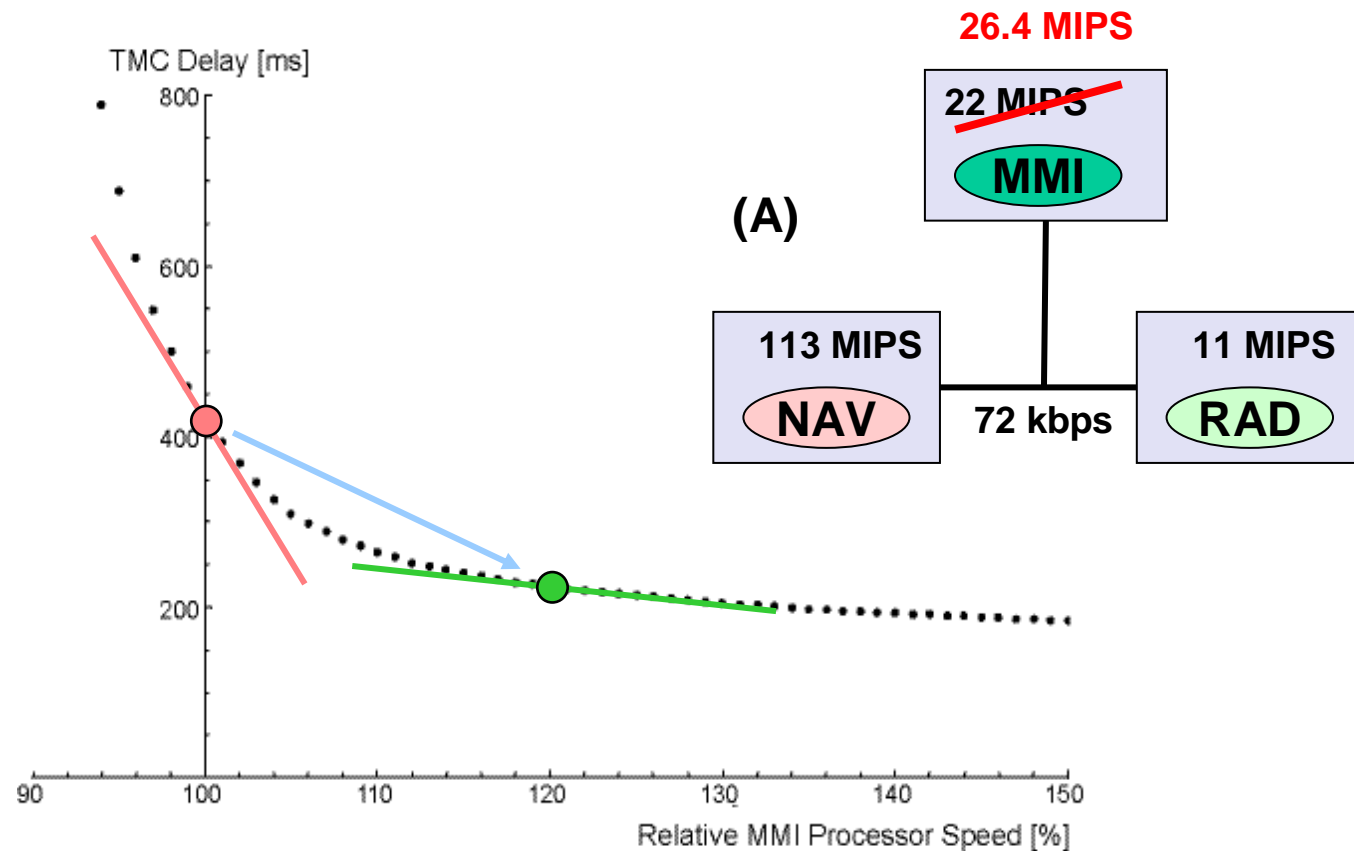 26.4 MIPS
TMC Delay [ms]
800
22 MIPS
MMI
(A)
600
113 MIPS
11 MIPS
NAV
72 kbps
RAD
400
200
90 100 110 120 130 140 150
Relative MMI Processor Speed [%]